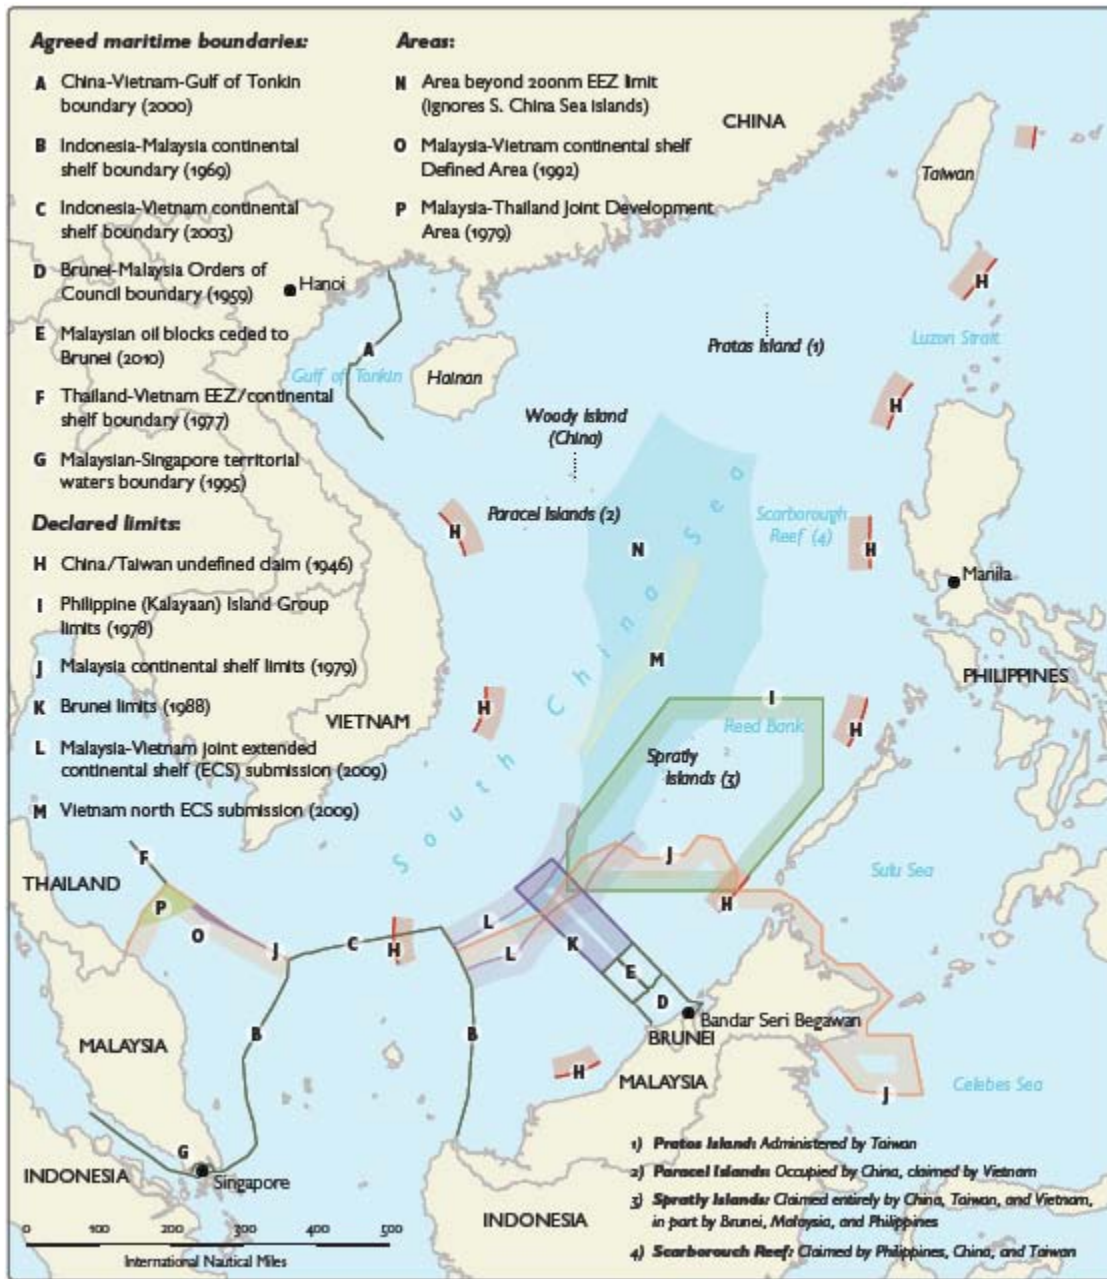 Agreed maritime boundaries:
A China-Vietnam-Gulf of Tonkin
boundary (2000)
B Indonesia-Malaysia continental
shelf boundary (1969)
C Indonesia-Vietnam continental
shelf boundary (2003)
D Brunei-Malaysia Orders of
Council boundary (1959)
E Malaysian oil blocks ceded to
Brunei (2010)
F Thailand-Vietnam EEZ/continental
shelf boundary (1977)
G Malaysian-Singapore territorial
waters boundary (1995)
Declared limits:
H China/Taiwan undefined claim (1946)
I Philippine (Kalayaan) Island Group
limits (1978)
J Malaysia continental shelf limits (1979)
K Brunei limits (1988)
L Malaysia-Vietnam joint extended
continental shelf (ECS) submission (2009)
M Vietnam north ECS submission (2009)
Areas:
N Area beyond 200nm EEZ limit
(Ignores S. China Sea islands)
O Malaysia-Vietnam continental shelf
Defined Area (1992)
P Malaysia-Thailand Joint Development
Area (1979)
CHINA
Taiwan
H
Hanoi
A
Gulf of Tonkin
Hainan
Pratas Island (1)
Luzon Strait
H
Woody Island
(China)
Paracel Islands (2)
H
N
Scarborough
Reef (4)
H
Manila
South China Sea
M
PHILIPPINES
VIETNAM
H
I
Reed Bank
H
Spratly
Islands (3)
F
THAILAND
P
O
J
C
H
L
L
K
J
H
Sulu Sea
E
D
Bandar Seri Begawan
BRUNEI
B
B
MALAYSIA
H
MALAYSIA
J
Celebes Sea
G
Singapore
INDONESIA
INDONESIA
0 100 200 300 400 500
International Nautical Miles
1) Pratas Island: Administered by Taiwan
2) Paracel Islands: Occupied by China, claimed by Vietnam
3) Spratly Islands: Claimed entirely by China, Taiwan, and Vietnam,
in part by Brunei, Malaysia, and Philippines
4) Scarborouch Reef: Claimed by Philippines, China, and Taiwan